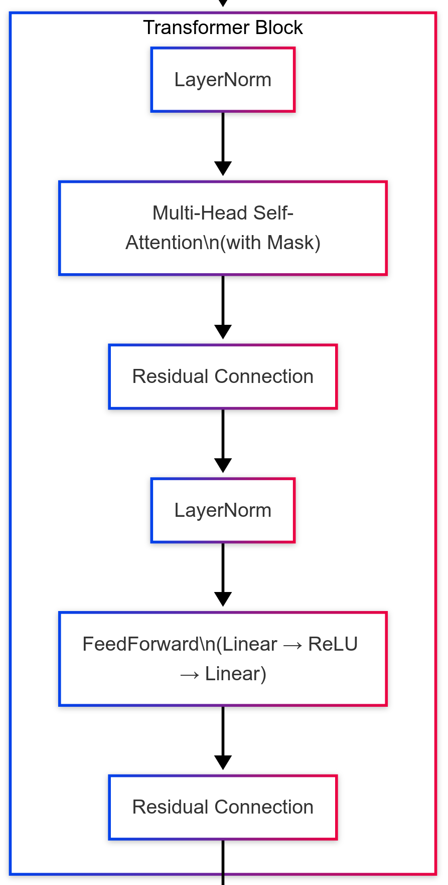 Transformer Block
LayerNorm
Multi-Head Self-
Attention\n(with Mask)
Residual Connection
LayerNorm
FeedForward\n(Linear → ReLU
→ Linear)
Residual Connection